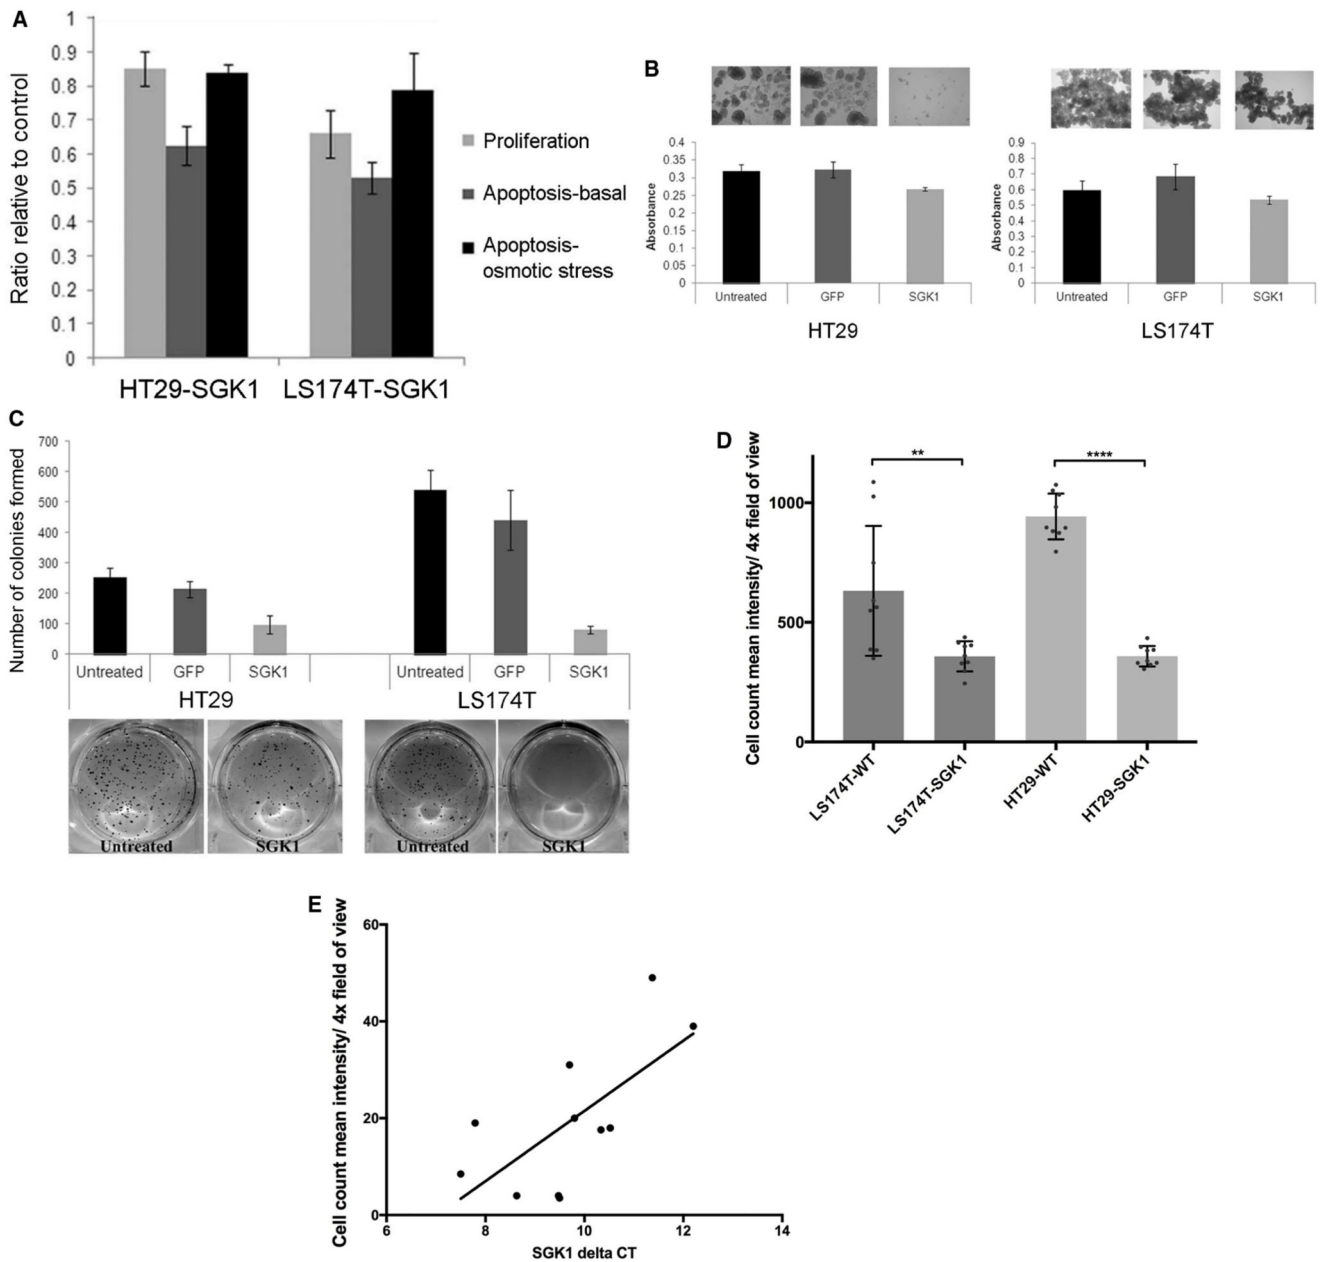 A
1
0.9
0.8
0.7
0.6
0.5
0.4
0.3
0.2
0.1
0
Ratio relative to control
HT29-SGK1 LS174T-SGK1
Proliferation
Apoptosis-basal
Apoptosis-
osmotic stress
B
0.4
0.35
0.3
0.25
0.2
0.15
0.1
0.05
0
Absorbance
Untreated GFP SGK1
HT29
0.9
0.8
0.7
0.6
0.5
0.4
0.3
0.2
0.1
0
Absorbance
Untreated GFP SGK1
LS174T
C
700
600
500
400
300
200
100
0
Number of colonies formed
Untreated GFP SGK1 Untreated GFP SGK1
HT29 LS174T
Untreated SGK1 Untreated SGK1
D
1000
500
0
Cell count mean intensity/ 4x field of view
** ****
LS174T-WT LS174T-SGK1 HT29-WT HT29-SGK1
E
60
40
20
0
Cell count mean intensity/ 4x field of view
6 8 10 12 14
SGK1 delta CT